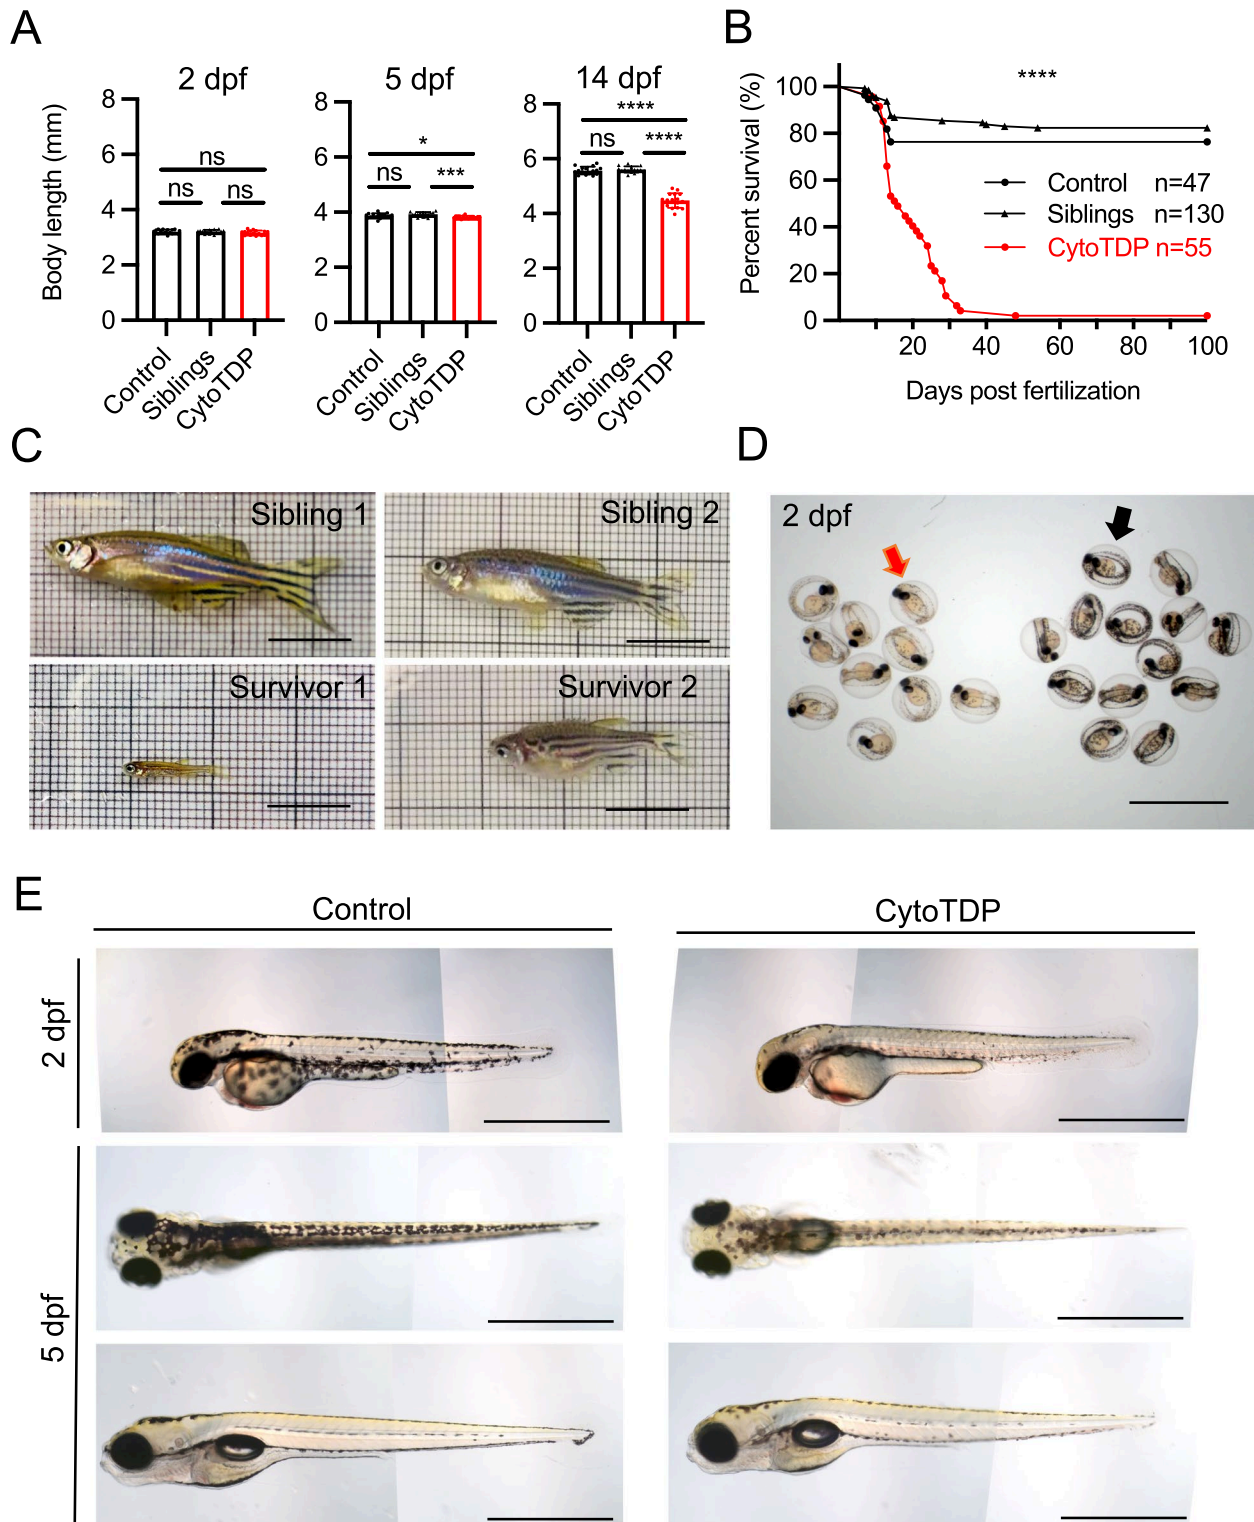 A
2 dpf
5 dpf
14 dpf
Body length (mm)
8
6
4
2
0
ns
ns
ns
Control
Siblings
CytoTDP
8
6
4
2
0
*
ns
***
Control
Siblings
CytoTDP
8
6
4
2
0
****
ns
****
Control
Siblings
CytoTDP
B
Percent survival (%)
100
80
60
40
20
0
****
Control n=47
Siblings n=130
CytoTDP n=55
20 40 60 80 100
Days post fertilization
C
Sibling 1
Sibling 2
Survivor 1
Survivor 2
D
2 dpf
E
Control
CytoTDP
2 dpf
5 dpf